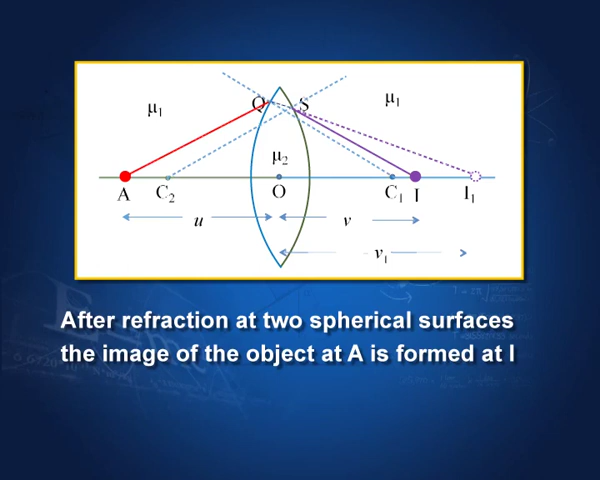 μ₁
Q S μ₁
μ₂
A C₂ O C₁ I I₁
u v
v₁
After refraction at two spherical surfaces
the image of the object at A is formed at I